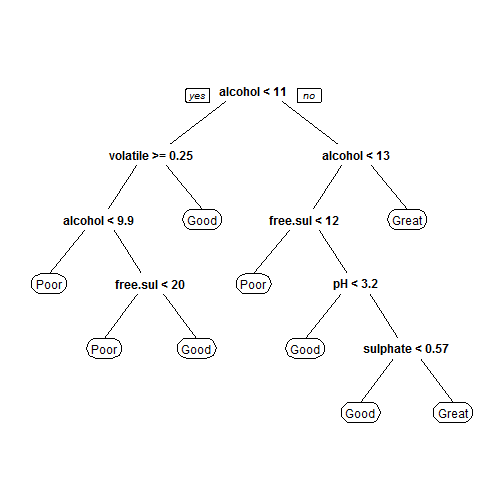 yes alcohol < 11 no
volatile >= 0.25 alcohol < 13
alcohol < 9.9 Good free.sul < 12 Great
Poor free.sul < 20 Poor pH < 3.2
Poor Good Good sulphate < 0.57
Good Great